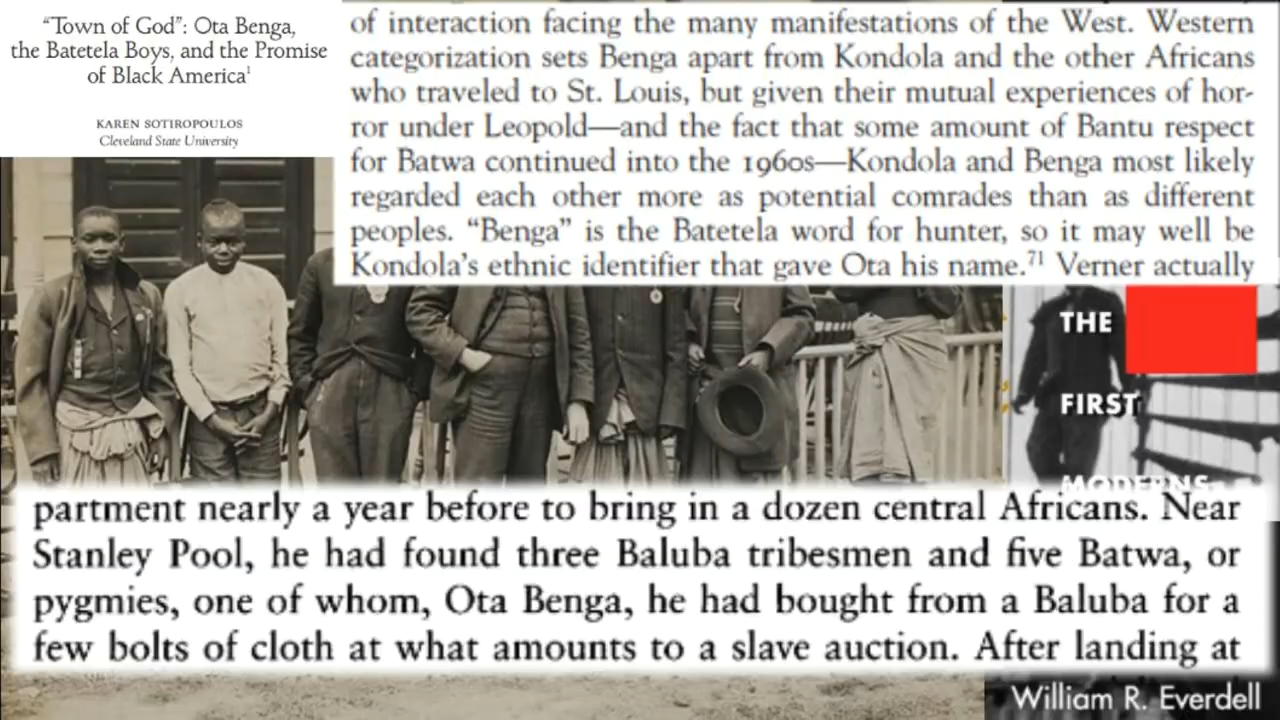 “Town of God”: Ota Benga,
the Batetela Boys, and the Promise
of Black America¹
KAREN SOTIROPOULOS
Cleveland State University
of interaction facing the many manifestations of the West. Western
categorization sets Benga apart from Kondola and the other Africans
who traveled to St. Louis, but given their mutual experiences of hor-
ror under Leopold—and the fact that some amount of Bantu respect
for Batwa continued into the 1960s—Kondola and Benga most likely
regarded each other more as potential comrades than as different
peoples. “Benga” is the Batetela word for hunter, so it may well be
Kondola’s ethnic identifier that gave Ota his name.⁷¹ Verner actually
THE
FIRST
MODERNS
partment nearly a year before to bring in a dozen central Africans. Near
Stanley Pool, he had found three Baluba tribesmen and five Batwa, or
pygmies, one of whom, Ota Benga, he had bought from a Baluba for a
few bolts of cloth at what amounts to a slave auction. After landing at
William R. Everdell